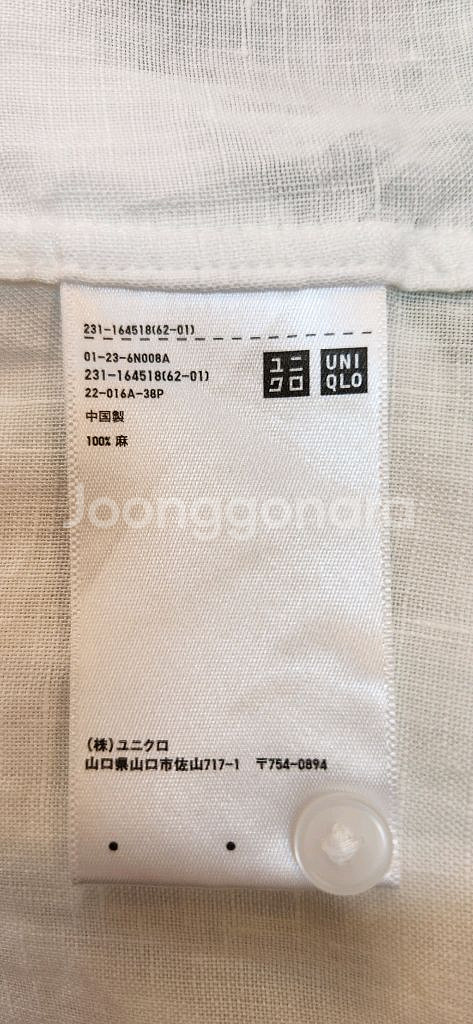 231-164518(62-01)
01-23-6N008A
231-164518(62-01)
22-016A-38P
中国製
100% 麻
ユニクロ
UNIQLO
Joonggonara
(株)ユニクロ
山口県山口市佐山717-1 〒754-0894